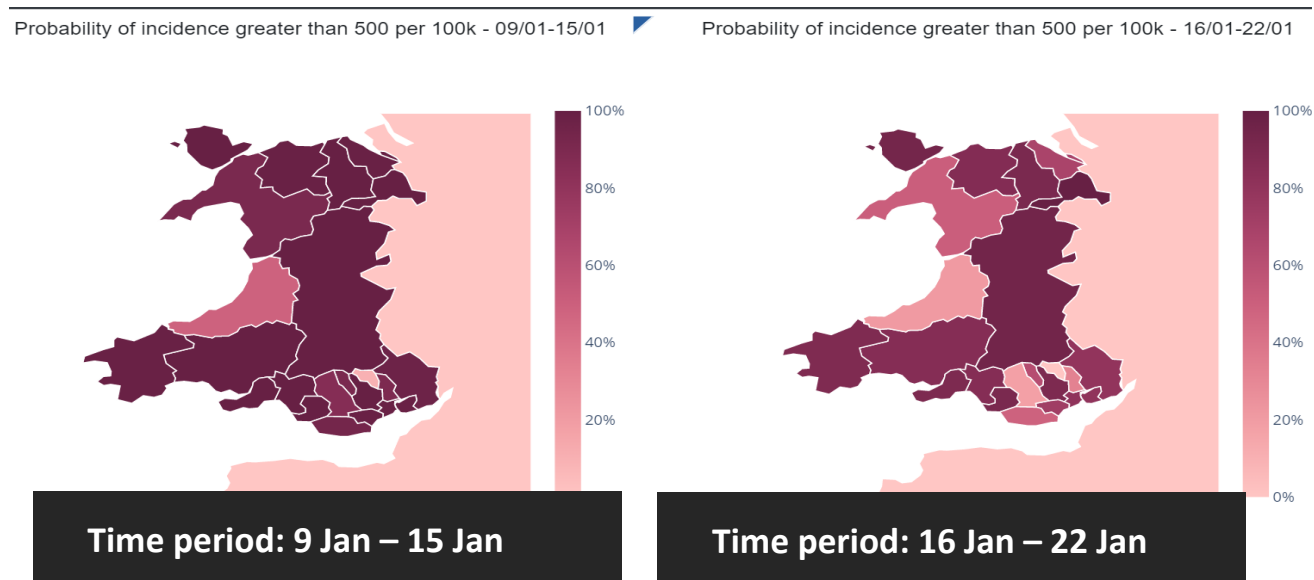 Probability of incidence greater than 500 per 100k - 09/01-15/01
100%
80%
60%
40%
20%
Time period: 9 Jan – 15 Jan
Probability of incidence greater than 500 per 100k - 16/01-22/01
100%
80%
60%
40%
20%
0%
Time period: 16 Jan – 22 Jan